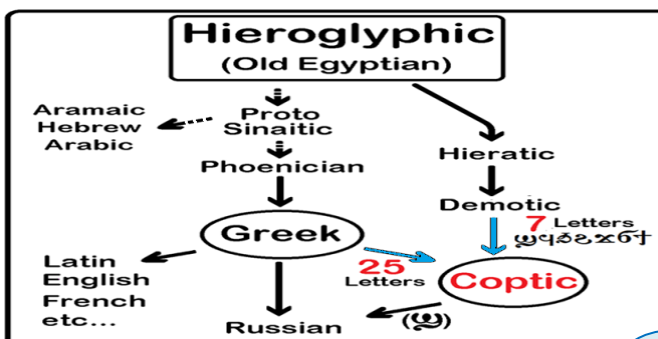 Hieroglyphic
(Old Egyptian)
Aramaic
Hebrew
Arabic
Proto
Sinaitic
Phoenician
Hieratic
Demotic
7 Letters
ϣϥϧϩϫϭϯ
Greek
25
Letters
Coptic
Latin
English
French
etc...
Russian
(ϣ)